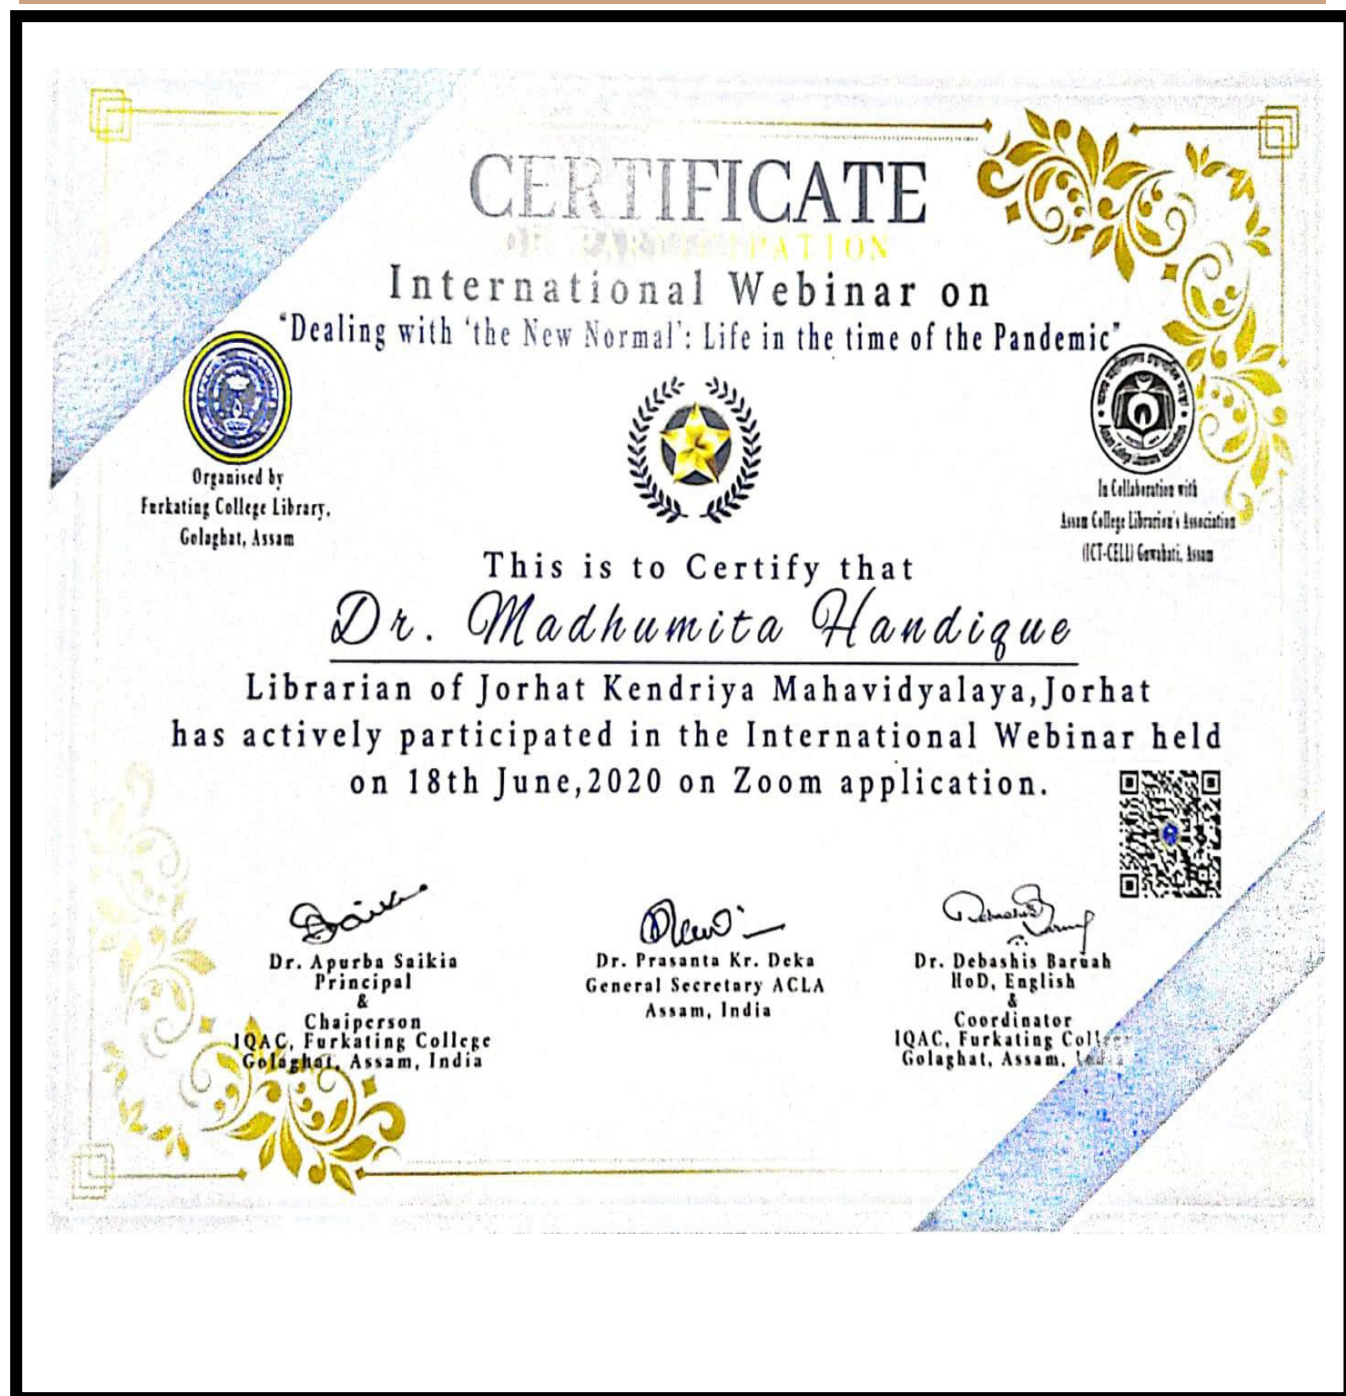 CERTIFICATE
OF PARTICIPATION
International Webinar on
"Dealing with 'the New Normal': Life in the time of the Pandemic"
Organised by
Furkating College Library,
Golaghat, Assam
In Collaboration with
Assam College Librarian's Association
(ICT-CELL) Guwahati, Assam
This is to Certify that
Dr. Madhumita Handique
Librarian of Jorhat Kendriya Mahavidyalaya,Jorhat
has actively participated in the International Webinar held
on 18th June,2020 on Zoom application.
Dr. Apurba Saikia
Principal
&
Chaiperson
IQAC, Furkating College
Golaghat, Assam, India
Dr. Prasanta Kr. Deka
General Secretary ACLA
Assam, India
Dr. Debashis Baruah
HoD, English
&
Coordinator
IQAC, Furkating College
Golaghat, Assam, India